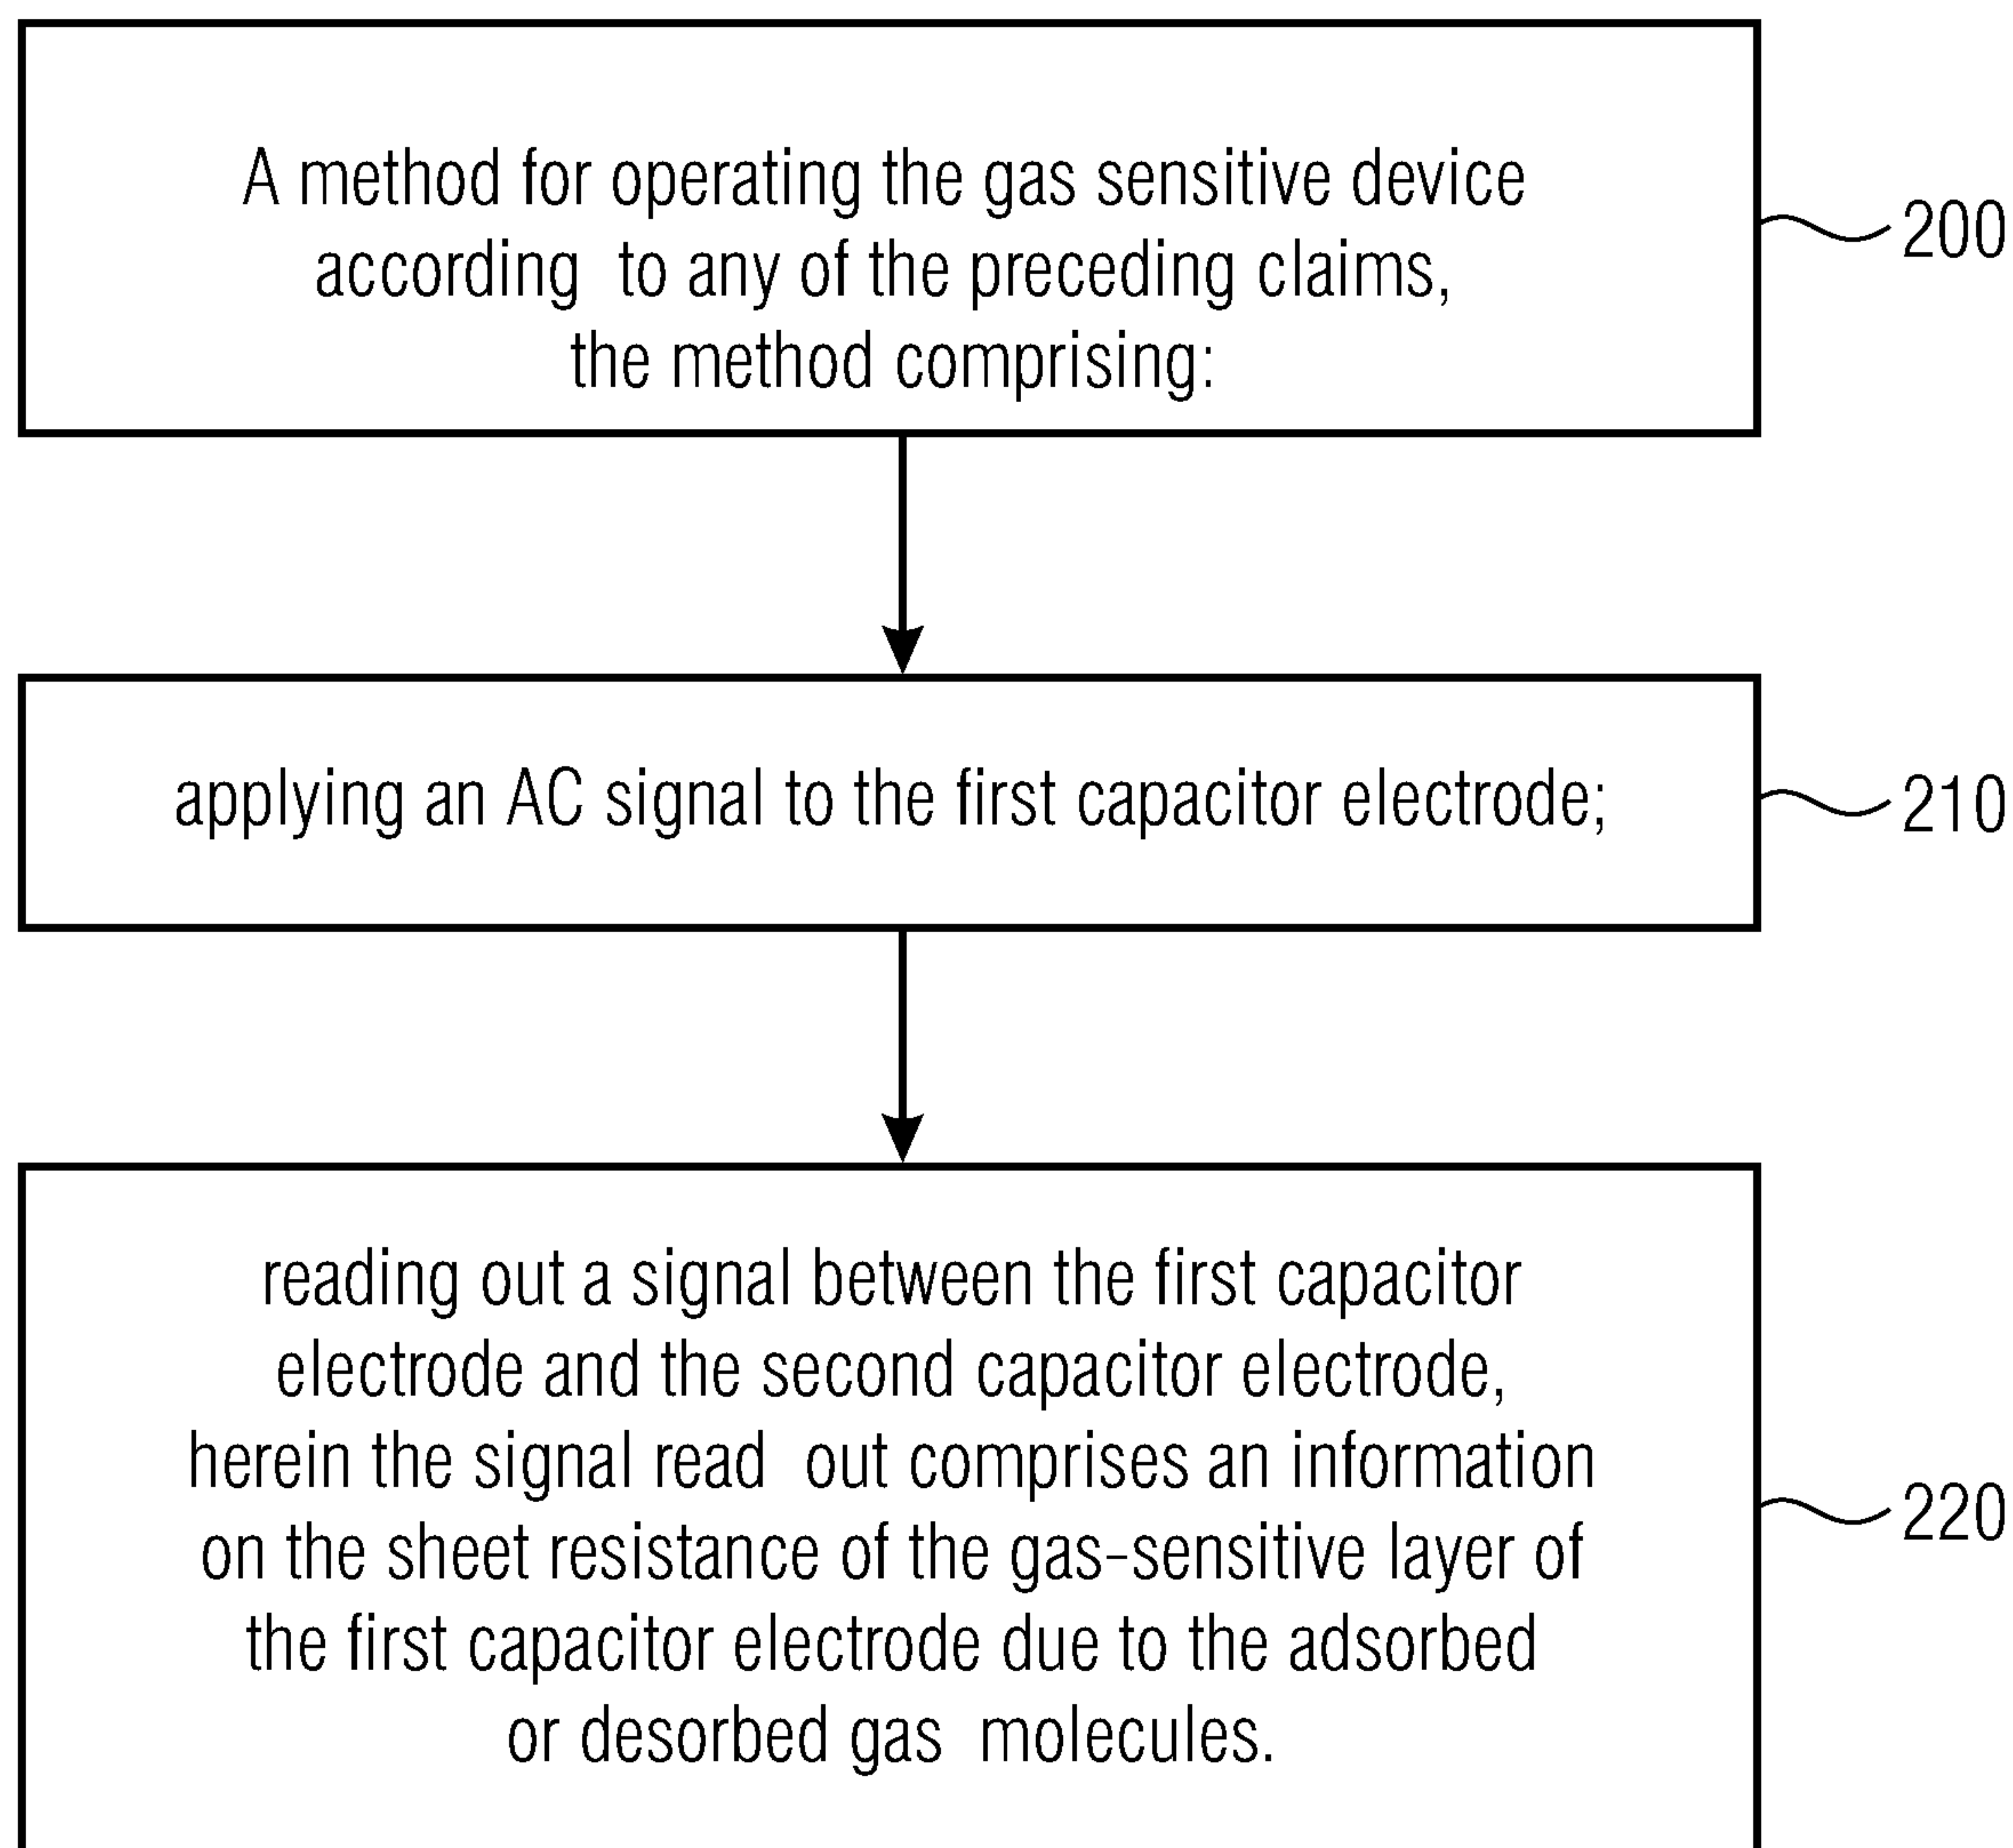 A method for operating the gas sensitive device
according to any of the preceding claims,
the method comprising:
200
applying an AC signal to the first capacitor electrode;
210
reading out a signal between the first capacitor
electrode and the second capacitor electrode,
herein the signal read out comprises an information
on the sheet resistance of the gas-sensitive layer of
the first capacitor electrode due to the adsorbed
or desorbed gas molecules.
220